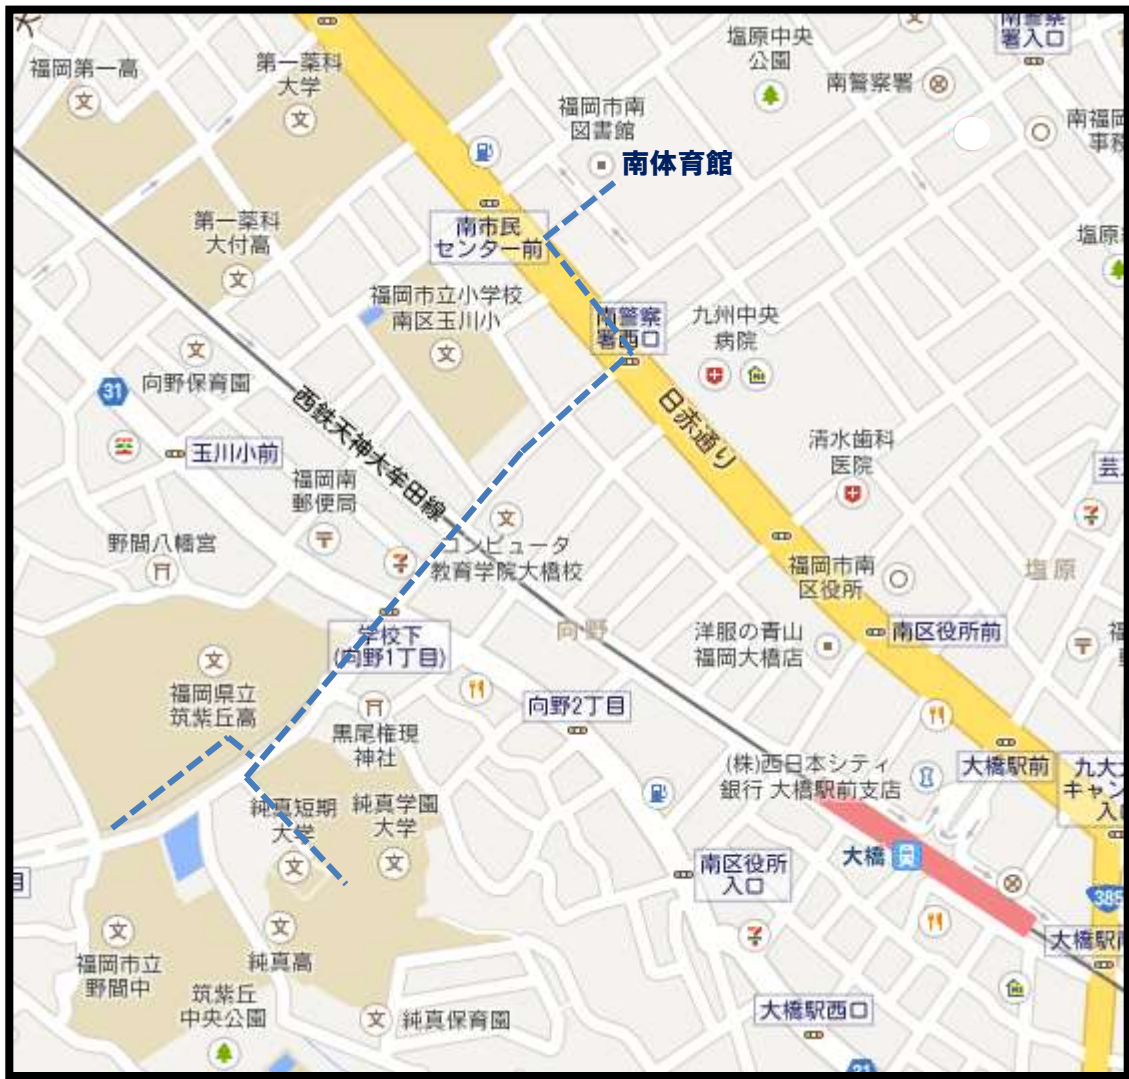 南警察
署入口
塩原中央
公園
福岡第一高
第一薬科
大学
南警察署
福岡市南
図書館
南体育館
第一薬科
大付高
南市民
センター前
福岡市立小学校
南区玉川小
南警察
署西口
九州中央
病院
向野保育園
31
西鉄天神大牟田線
日赤通り
玉川小前
清水歯科
医院
福岡南
郵便局
野間八幡宮
コンピュータ
教育学院大橋校
福岡市南
区役所
塩原
学校下
(向野1丁目)
向野
洋服の青山
福岡大橋店
南区役所前
福岡県立
筑紫丘高
黒尾権現
神社
向野2丁目
(株)西日本シティ
銀行 大橋駅前支店
大橋駅前
九大
キャン
入口
純真短期
大学
純真学園
大学
南区役所
入口
大橋
385
福岡市立
野間中
純真高
大橋駅
筑紫丘
中央公園
純真保育園
大橋駅西口
31